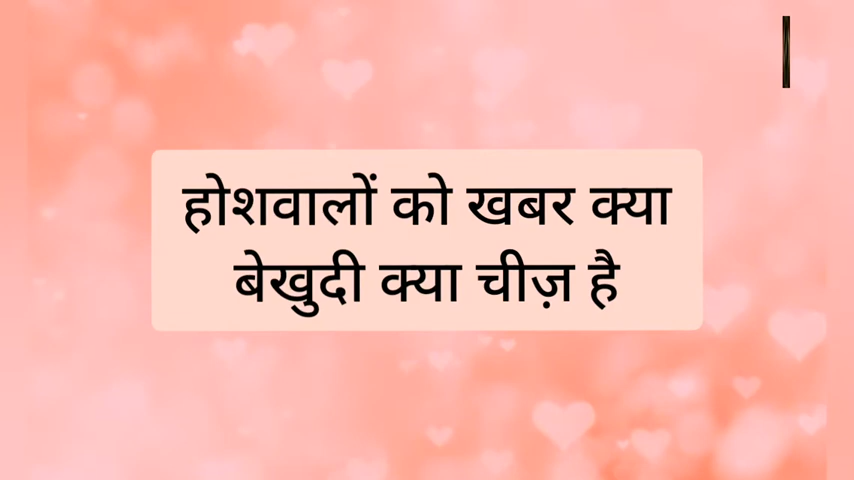 होशवालों को खबर क्या
बेखुदी क्या चीज़ है